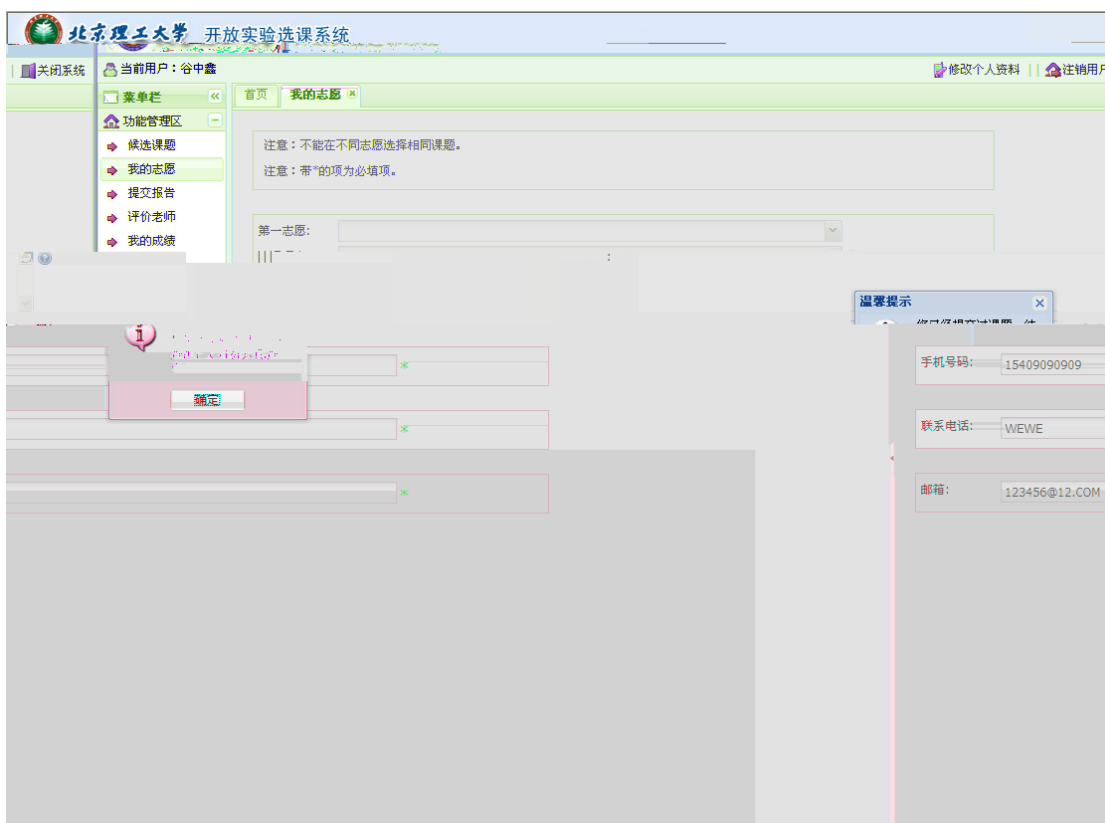 北京理工大学 开放实验选课系统
关闭系统
当前用户：谷中鑫
修改个人资料 | | 注销用户
菜单栏
首页 我的志愿
功能管理区
候选课题
我的志愿
提交报告
评价老师
我的成绩
注意：不能在不同志愿选择相同课题。
注意：带*的项为必填项。
第一志愿:
温馨提示
确定
*
手机号码: 15409090909
*
联系电话: WEWE
*
邮箱: 123456@12.COM